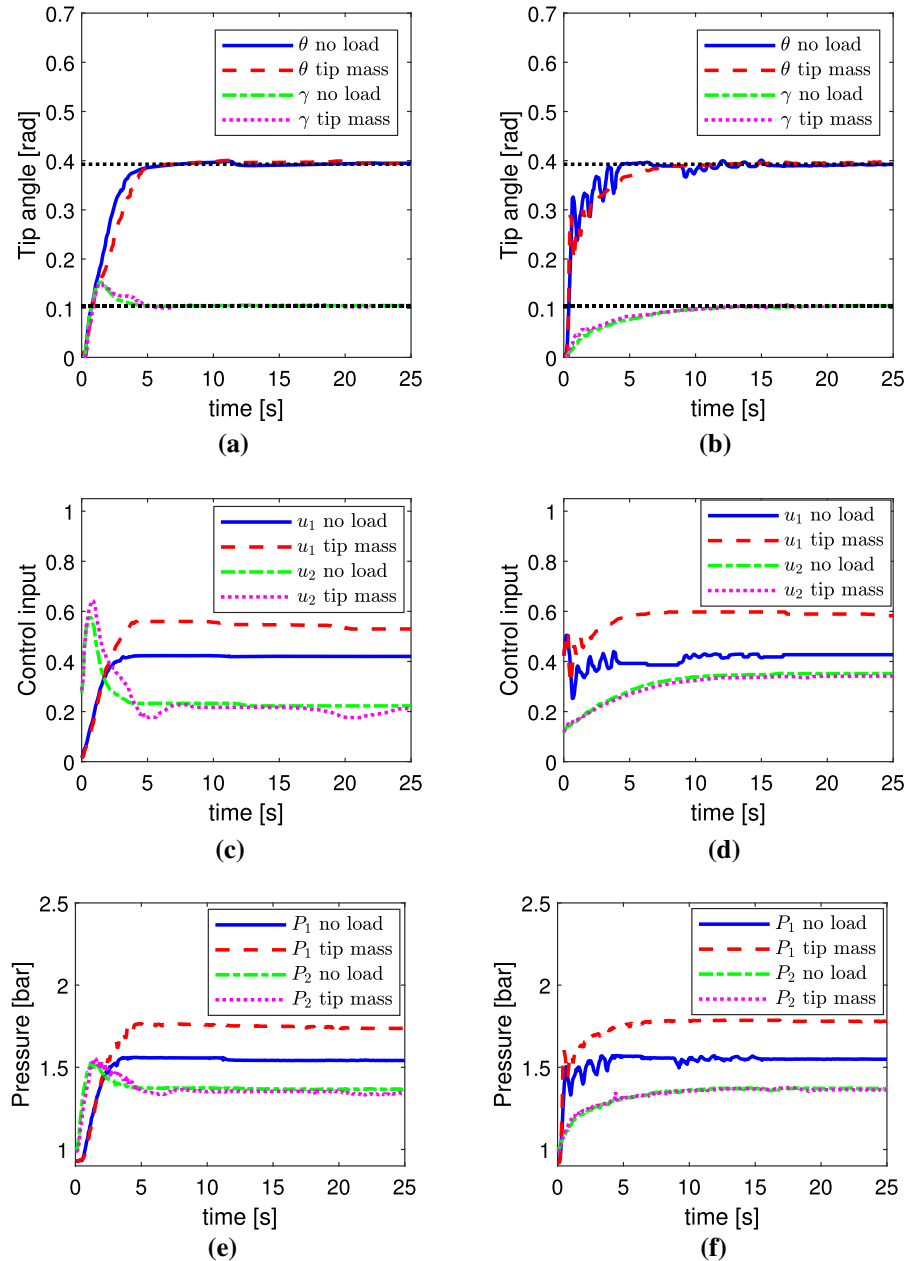 0.7
0.6
0.5
0.4
0.3
0.2
0.1
0
Tip angle [rad]
θ no load
θ tip mass
γ no load
γ tip mass
0 5 10 15 20 25
time [s]
(a)
0.7
0.6
0.5
0.4
0.3
0.2
0.1
0
Tip angle [rad]
θ no load
θ tip mass
γ no load
γ tip mass
0 5 10 15 20 25
time [s]
(b)
1
0.8
0.6
0.4
0.2
0
Control input
u₁ no load
u₁ tip mass
u₂ no load
u₂ tip mass
0 5 10 15 20 25
time [s]
(c)
1
0.8
0.6
0.4
0.2
0
Control input
u₁ no load
u₁ tip mass
u₂ no load
u₂ tip mass
0 5 10 15 20 25
time [s]
(d)
2.5
2
1.5
1
Pressure [bar]
P₁ no load
P₁ tip mass
P₂ no load
P₂ tip mass
0 5 10 15 20 25
time [s]
(e)
2.5
2
1.5
1
Pressure [bar]
P₁ no load
P₁ tip mass
P₂ no load
P₂ tip mass
0 5 10 15 20 25
time [s]
(f)